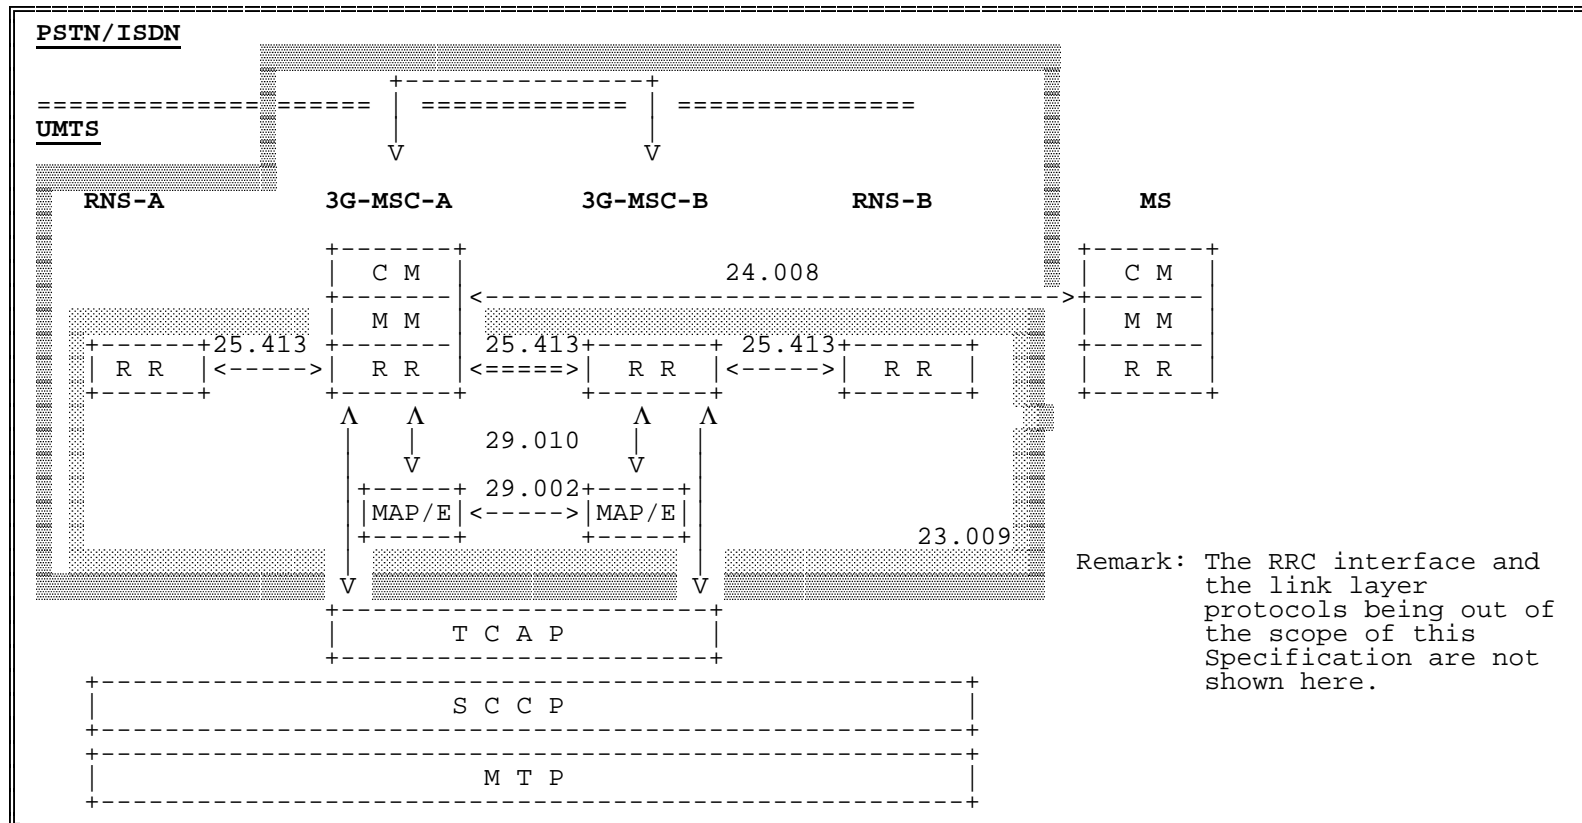 PSTN/ISDN
UMTS
RNS-A 3G-MSC-A 3G-MSC-B RNS-B MS
C M 24.008 C M
M M M M
25.413 25.413 25.413
R R R R R R R R R R
29.010
29.002
MAP/E MAP/E
23.009
Remark: The RRC interface and
the link layer
protocols being out of
the scope of this
Specification are not
shown here.
T C A P
S C C P
M T P